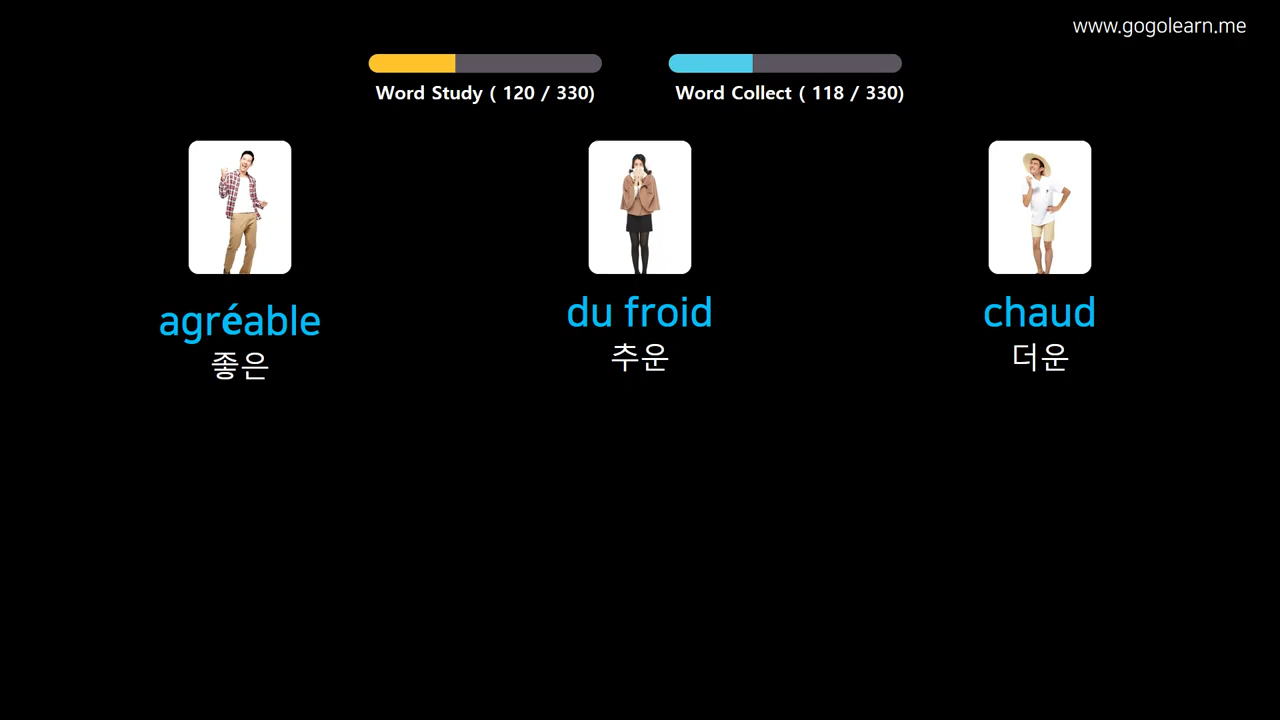 www.gogolearn.me
Word Study ( 120 / 330)
Word Collect ( 118 / 330)
agréable
좋은
du froid
추운
chaud
더운